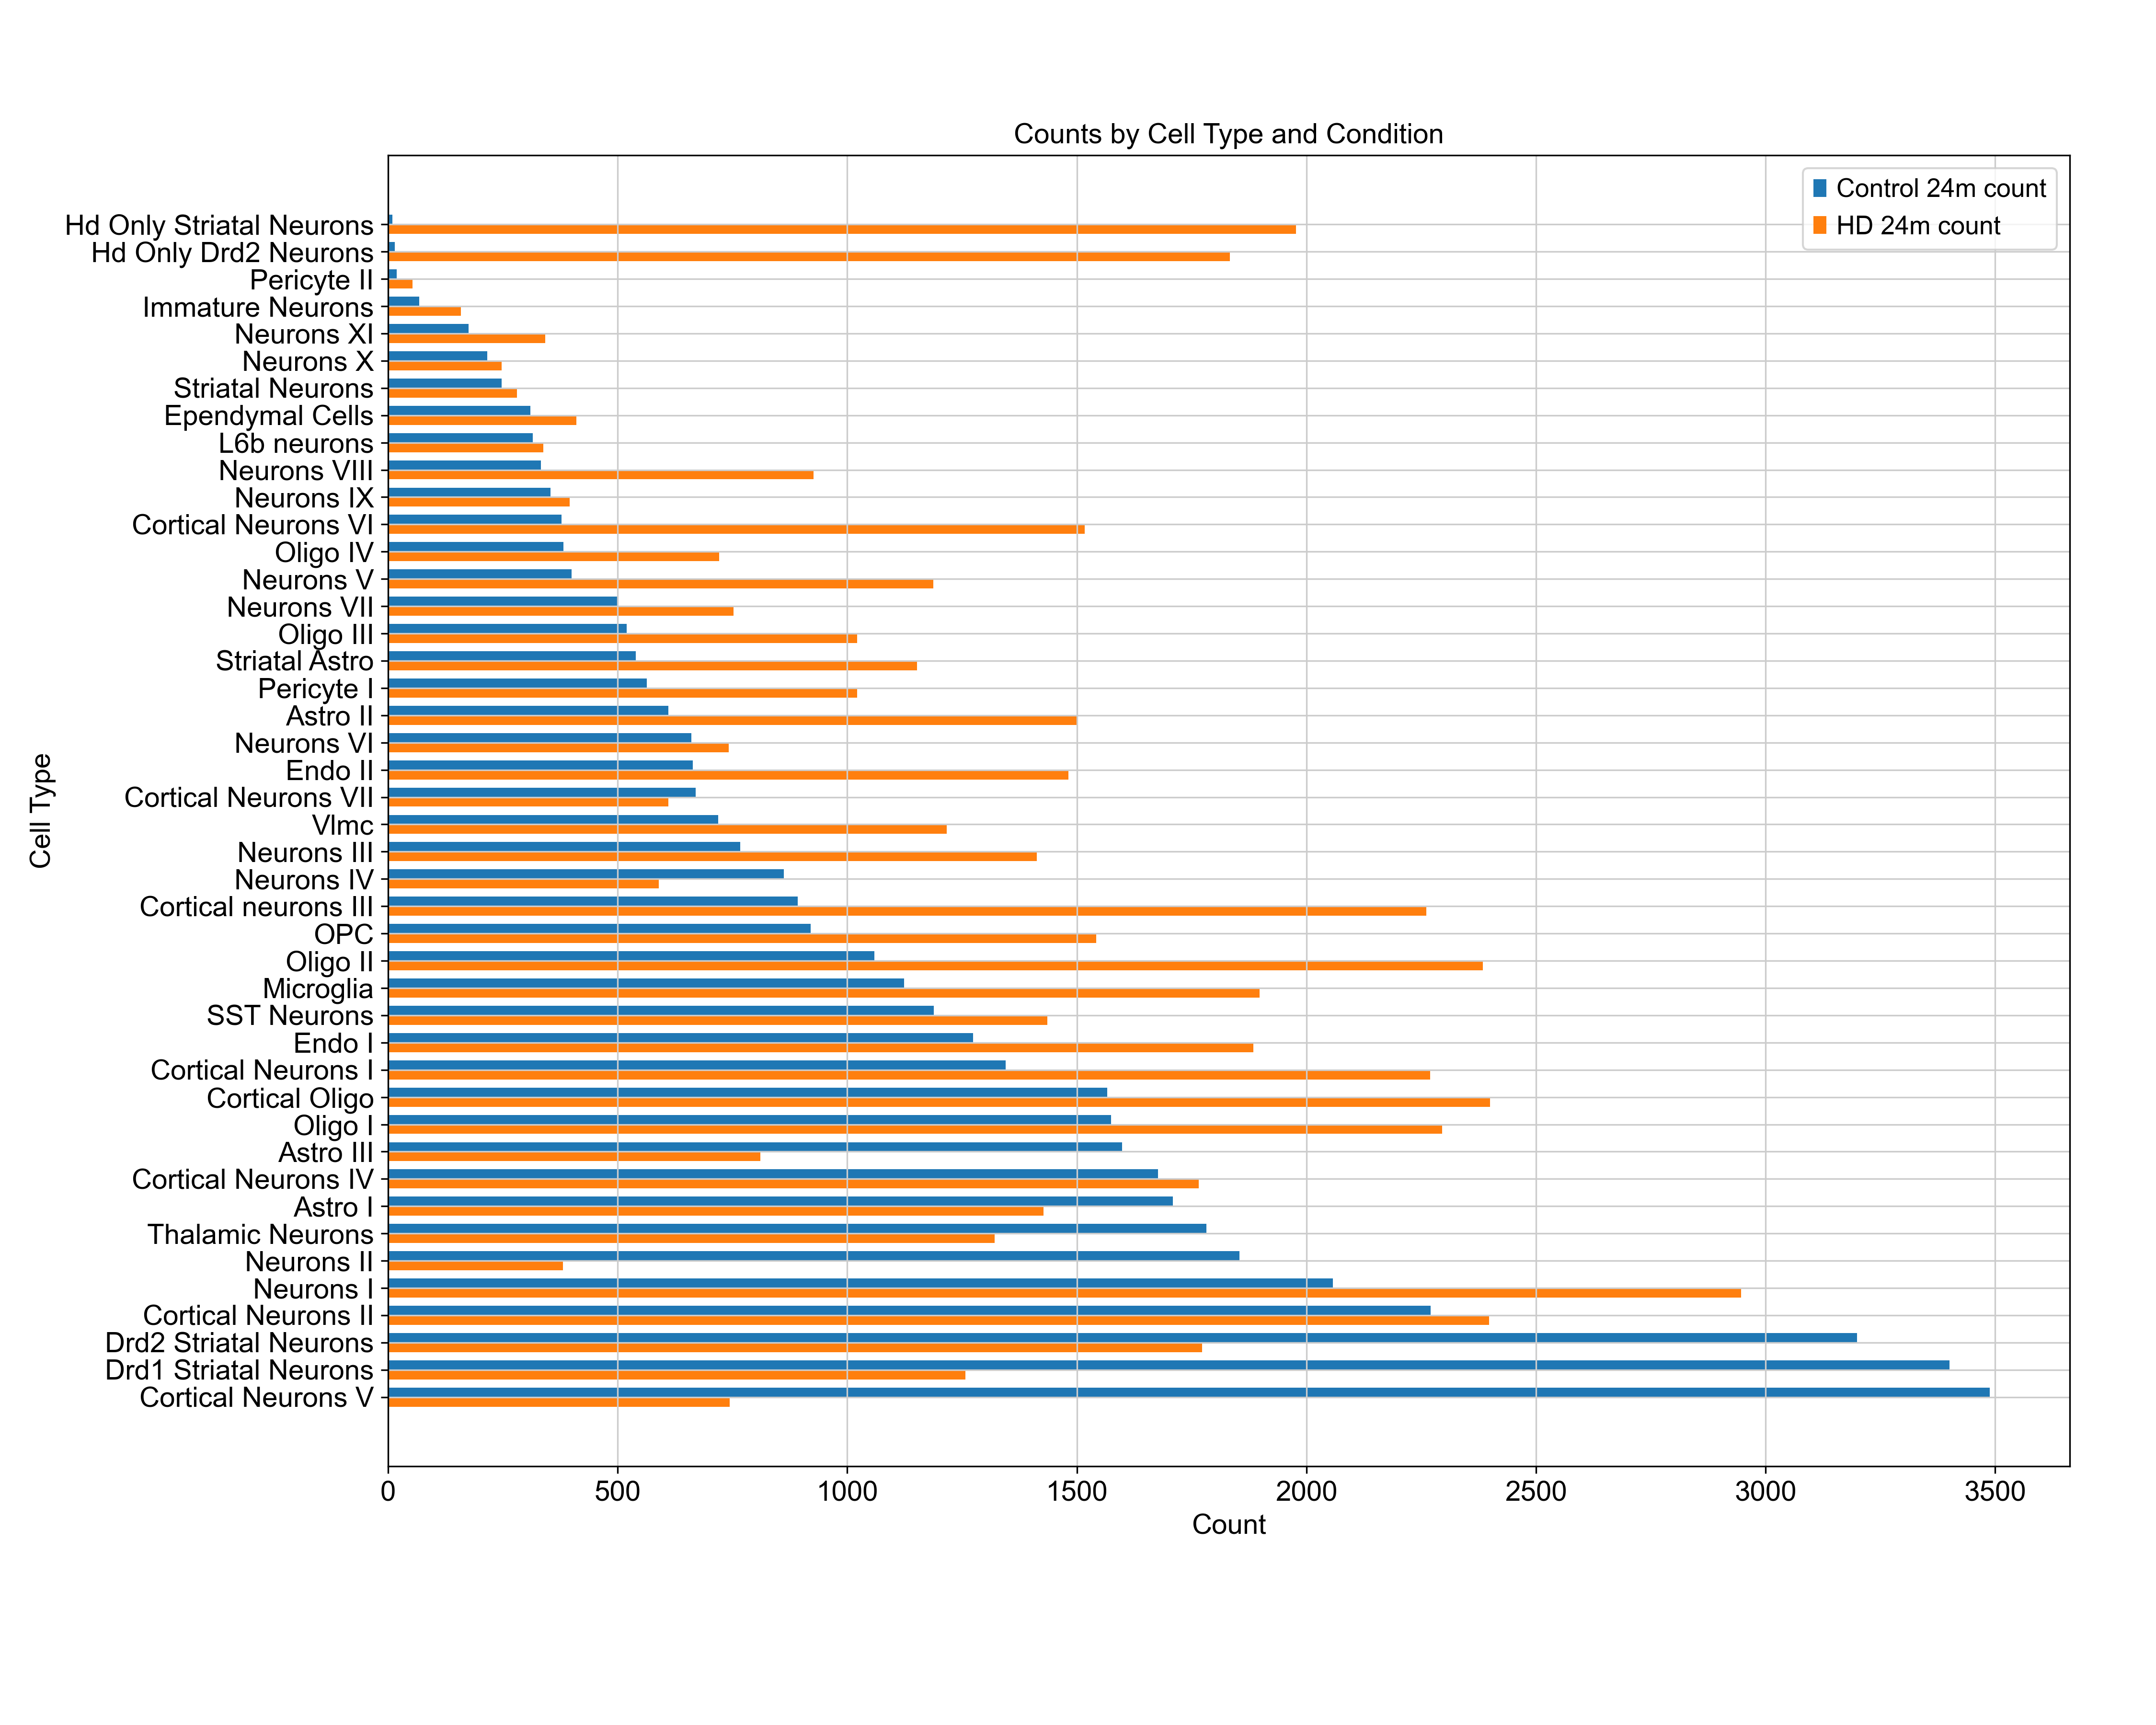 Counts by Cell Type and Condition
Control 24m count
HD 24m count
Hd Only Striatal Neurons
Hd Only Drd2 Neurons
Pericyte II
Immature Neurons
Neurons XI
Neurons X
Striatal Neurons
Ependymal Cells
L6b neurons
Neurons VIII
Neurons IX
Cortical Neurons VI
Oligo IV
Neurons V
Neurons VII
Oligo III
Striatal Astro
Pericyte I
Astro II
Neurons VI
Endo II
Cortical Neurons VII
Vlmc
Neurons III
Neurons IV
Cortical neurons III
OPC
Oligo II
Microglia
SST Neurons
Endo I
Cortical Neurons I
Cortical Oligo
Oligo I
Astro III
Cortical Neurons IV
Astro I
Thalamic Neurons
Neurons II
Neurons I
Cortical Neurons II
Drd2 Striatal Neurons
Drd1 Striatal Neurons
Cortical Neurons V
Cell Type
0 500 1000 1500 2000 2500 3000 3500
Count